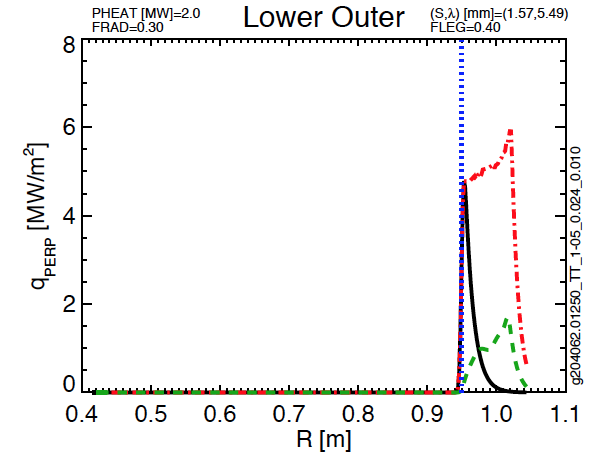 PHEAT [MW]=2.0
FRAD=0.30
Lower Outer
(S,λ) [mm]=(1.57,5.49)
FLEG=0.40
8
6
4
2
0
qPERP [MW/m²]
0.4 0.5 0.6 0.7 0.8 0.9 1.0 1.1
R [m]
g204062.01250_TT_1-05_0.024_0.010